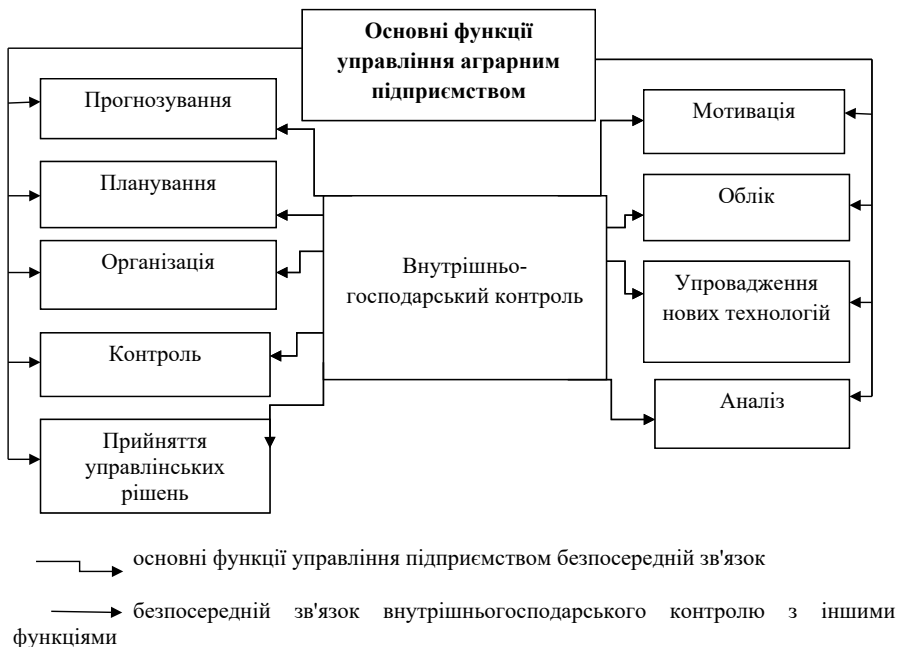 Основні функції
управління аграрним
підприємством
Прогнозування
Мотивація
Планування
Облік
Організація
Внутрішньо-
господарський контроль
Упровадження
нових технологій
Контроль
Аналіз
Прийняття
управлінських
рішень
основні функції управління підприємством безпосередній зв'язок
безпосередній зв'язок внутрішньогосподарського контролю з іншими
функціями